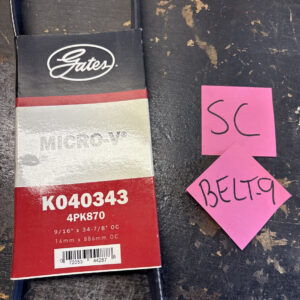 Gates
MICRO-V®
K040343
4PK870
9/16" x 34-7/8" OC
14mm x 886mm OC
SC
BELT-9